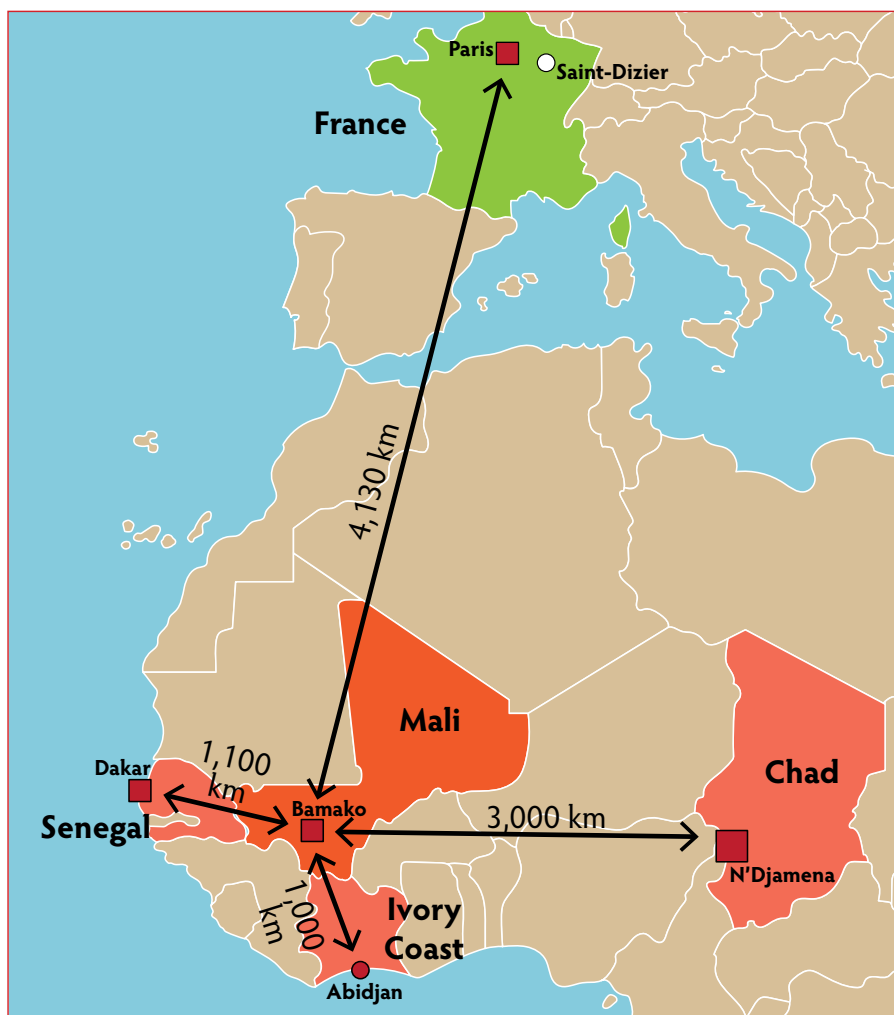 Paris
Saint-Dizier
France
4,130 km
Mali
1,100
km
Dakar
Chad
Bamako
3,000 km
Senegal
N'Djamena
1,000
km
Ivory
Coast
Abidjan